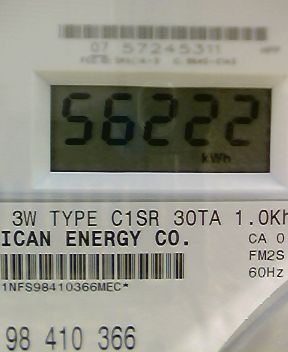 07 57245311
56222
kWh
3W TYPE C1SR 30TA 1.0Kh
ICAN ENERGY CO.
CA 0
FM2S
60Hz
1NFS98410366MEC*
98 410 366